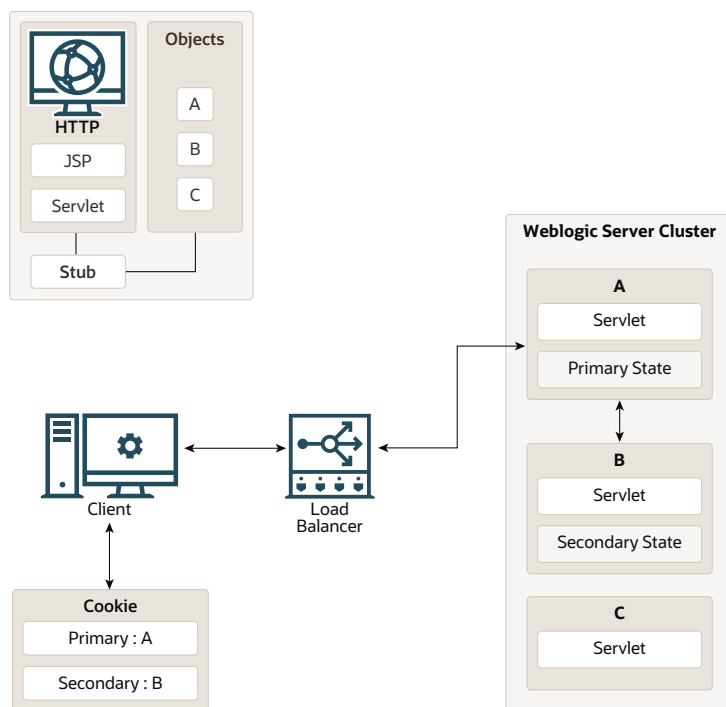 Objects
HTTP
JSP
Servlet
A
B
C
Stub
Weblogic Server Cluster
A
Servlet
Primary State
B
Servlet
Secondary State
C
Servlet
Client
Load
Balancer
Cookie
Primary : A
Secondary : B